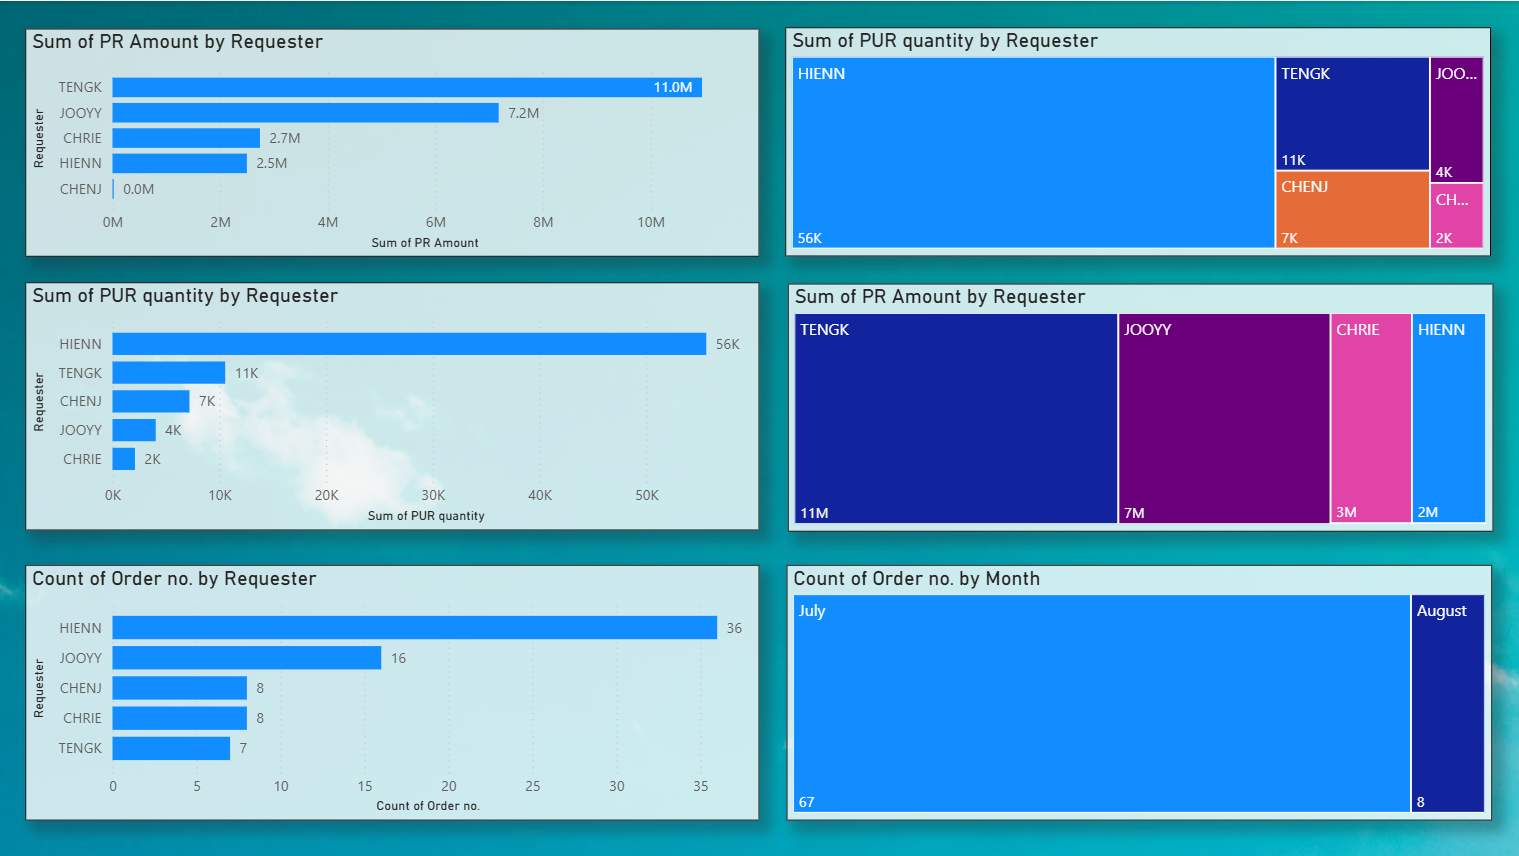 Sum of PR Amount by Requester
Requester
TENGK 11.0M
JOOYY 7.2M
CHRIE 2.7M
HIENN 2.5M
CHENJ 0.0M
0M 2M 4M 6M 8M 10M
Sum of PR Amount
Sum of PUR quantity by Requester
HIENN
56K
TENGK
11K
CHENJ
7K
JOO...
4K
CH...
2K
Sum of PUR quantity by Requester
Requester
HIENN 56K
TENGK 11K
CHENJ 7K
JOOYY 4K
CHRIE 2K
0K 10K 20K 30K 40K 50K
Sum of PUR quantity
Sum of PR Amount by Requester
TENGK
11M
JOOYY
7M
CHRIE
3M
HIENN
2M
Count of Order no. by Requester
Requester
HIENN 36
JOOYY 16
CHENJ 8
CHRIE 8
TENGK 7
0 5 10 15 20 25 30 35
Count of Order no.
Count of Order no. by Month
July
67
August
8